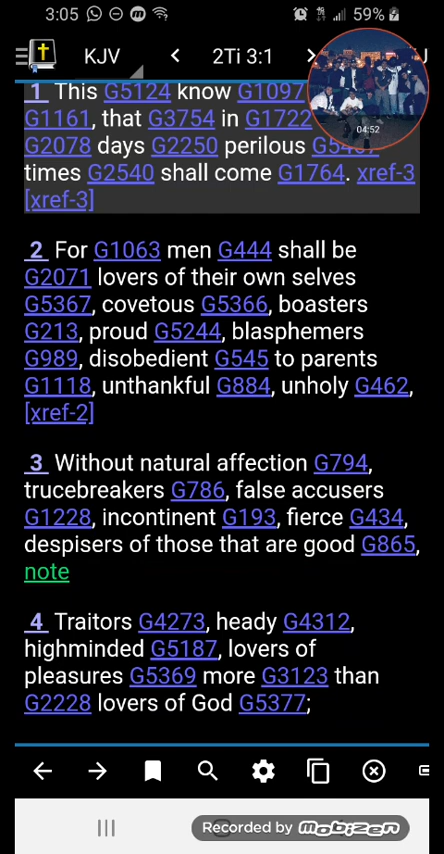 3:05 59%
KJV < 2Ti 3:1 > J
04:52
1 This G5124 know G1097
G1161, that G3754 in G1722
G2078 days G2250 perilous
times G2540 shall come G1764. xref-3
[xref-3]
2 For G1063 men G444 shall be
G2071 lovers of their own selves
G5367, covetous G5366, boasters
G213, proud G5244, blasphemers
G989, disobedient G545 to parents
G1118, unthankful G884, unholy G462,
[xref-2]
3 Without natural affection G794,
trucebreakers G786, false accusers
G1228, incontinent G193, fierce G434,
despisers of those that are good G865,
note
4 Traitors G4273, heady G4312,
highminded G5187, lovers of
pleasures G5369 more G3123 than
G2228 lovers of God G5377;
Recorded by mobizen